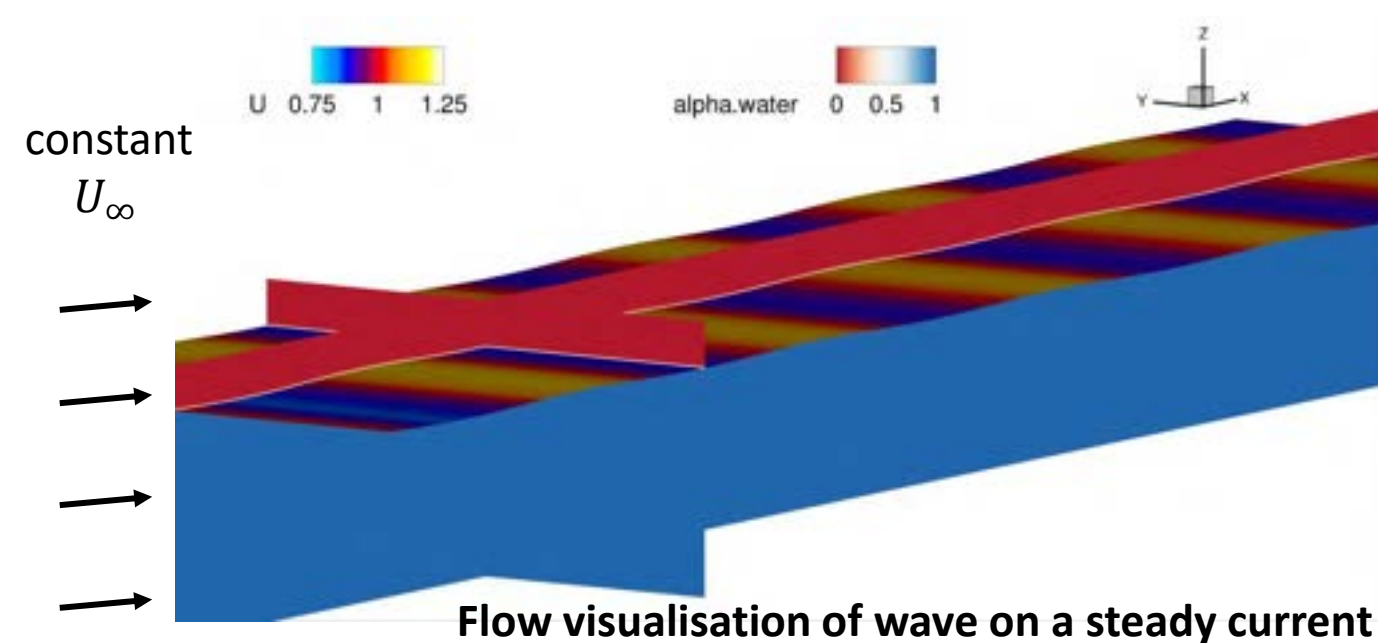 U 0.75 1 1.25
alpha.water 0 0.5 1
Z
Y X
constant
U∞
Flow visualisation of wave on a steady current